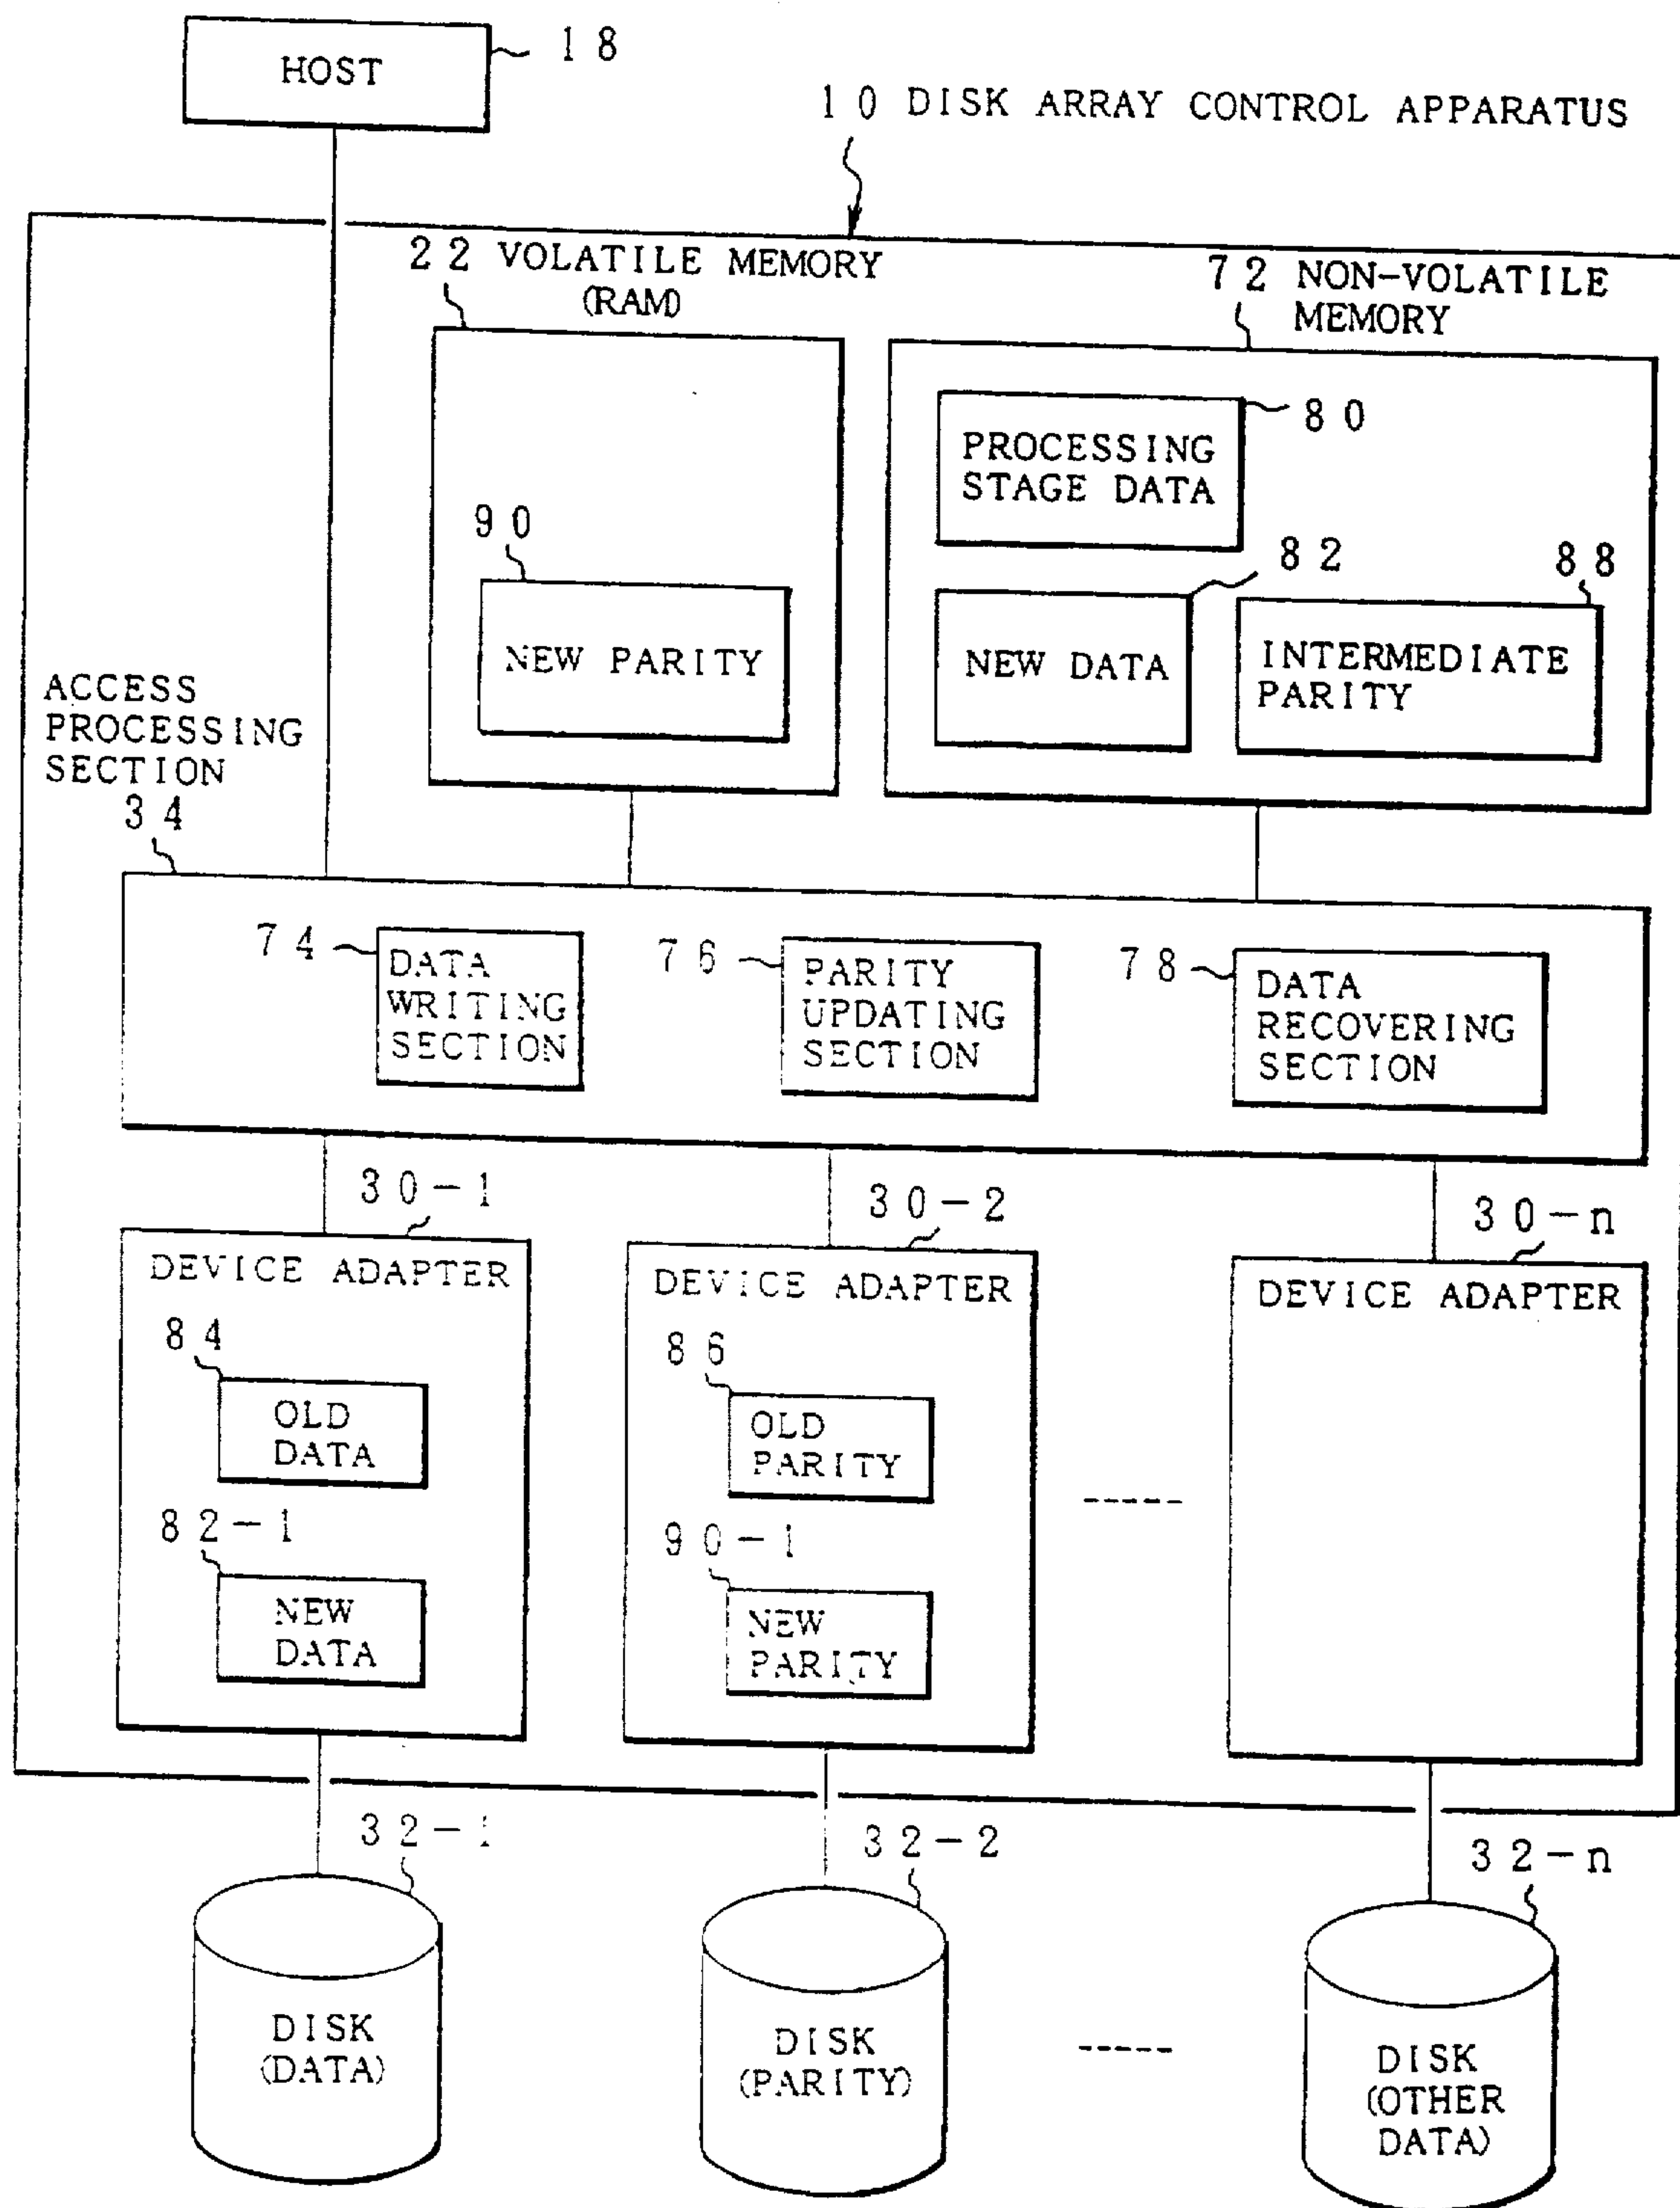 HOST
18
10 DISK ARRAY CONTROL APPARATUS
22 VOLATILE MEMORY
(RAM)
72 NON-VOLATILE
MEMORY
80
PROCESSING
STAGE DATA
90
NEW PARITY
82
NEW DATA
88
INTERMEDIATE
PARITY
ACCESS
PROCESSING
SECTION
34
74
DATA
WRITING
SECTION
76
PARITY
UPDATING
SECTION
78
DATA
RECOVERING
SECTION
30-1
30-2
30-n
DEVICE ADAPTER
DEVICE ADAPTER
DEVICE ADAPTER
84
OLD
DATA
86
OLD
PARITY
-----
82-1
NEW
DATA
90-1
NEW
PARITY
32-1
32-2
32-n
DISK
(DATA)
DISK
(PARITY)
-----
DISK
(OTHER
DATA)